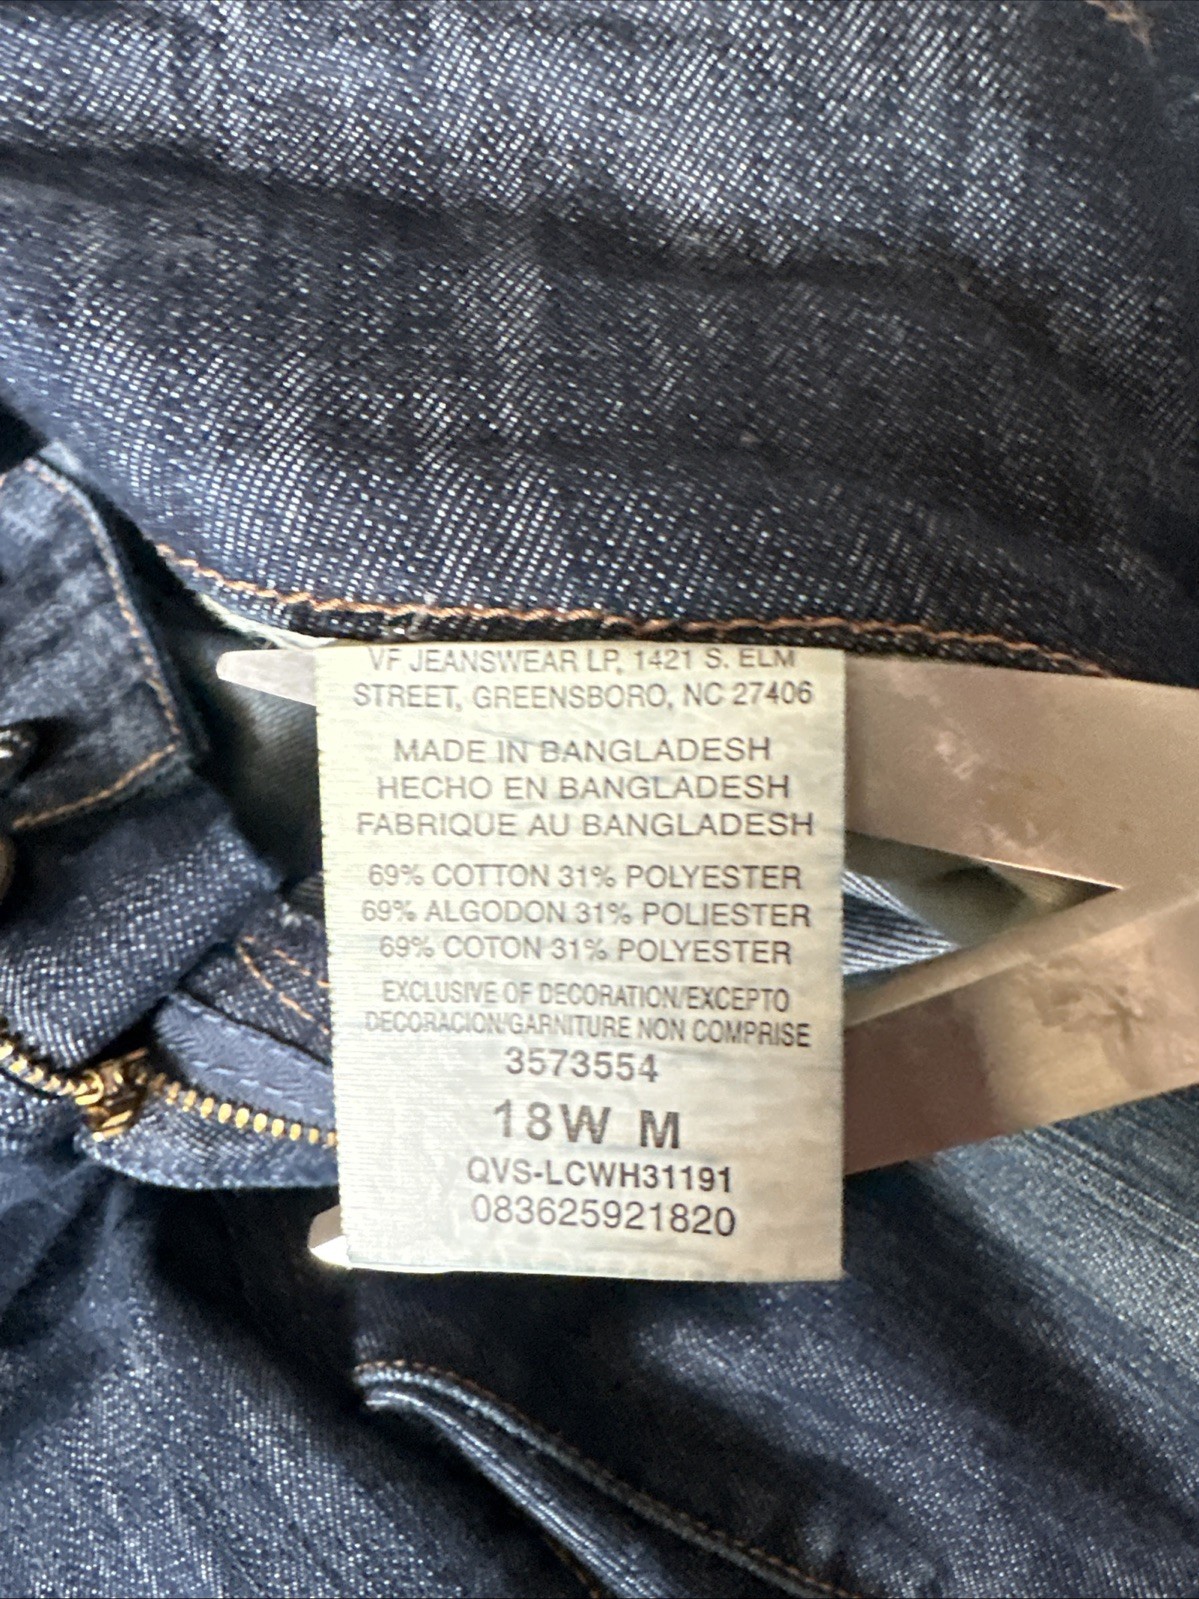 VF JEANSWEAR LP, 1421 S. ELM
STREET, GREENSBORO, NC 27406
MADE IN BANGLADESH
HECHO EN BANGLADESH
FABRIQUE AU BANGLADESH
69% COTTON 31% POLYESTER
69% ALGODON 31% POLIESTER
69% COTON 31% POLYESTER
EXCLUSIVE OF DECORATION/EXCEPTO
DECORACION/GARNITURE NON COMPRISE
3573554
18W M
QVS-LCWH31191
083625921820